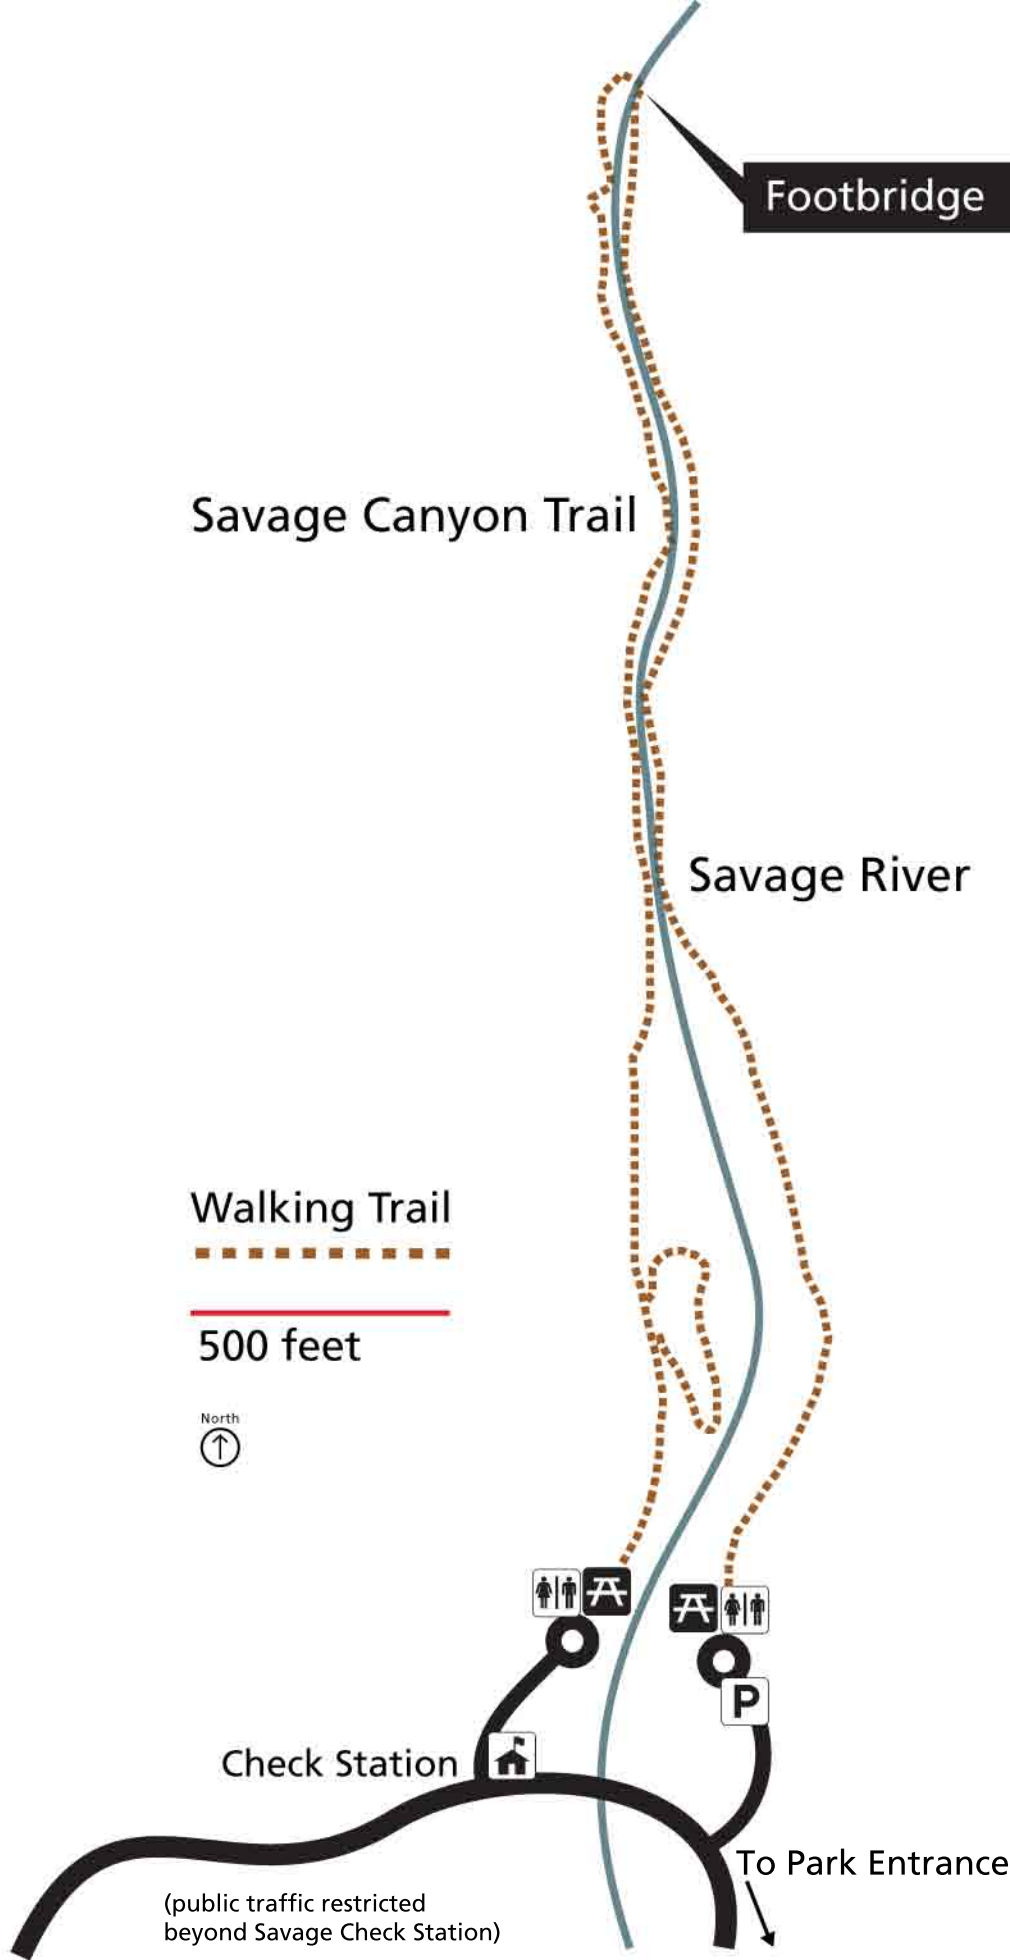 Footbridge
Savage Canyon Trail
Savage River
Walking Trail
500 feet
North
P
Check Station
To Park Entrance
(public traffic restricted
beyond Savage Check Station)